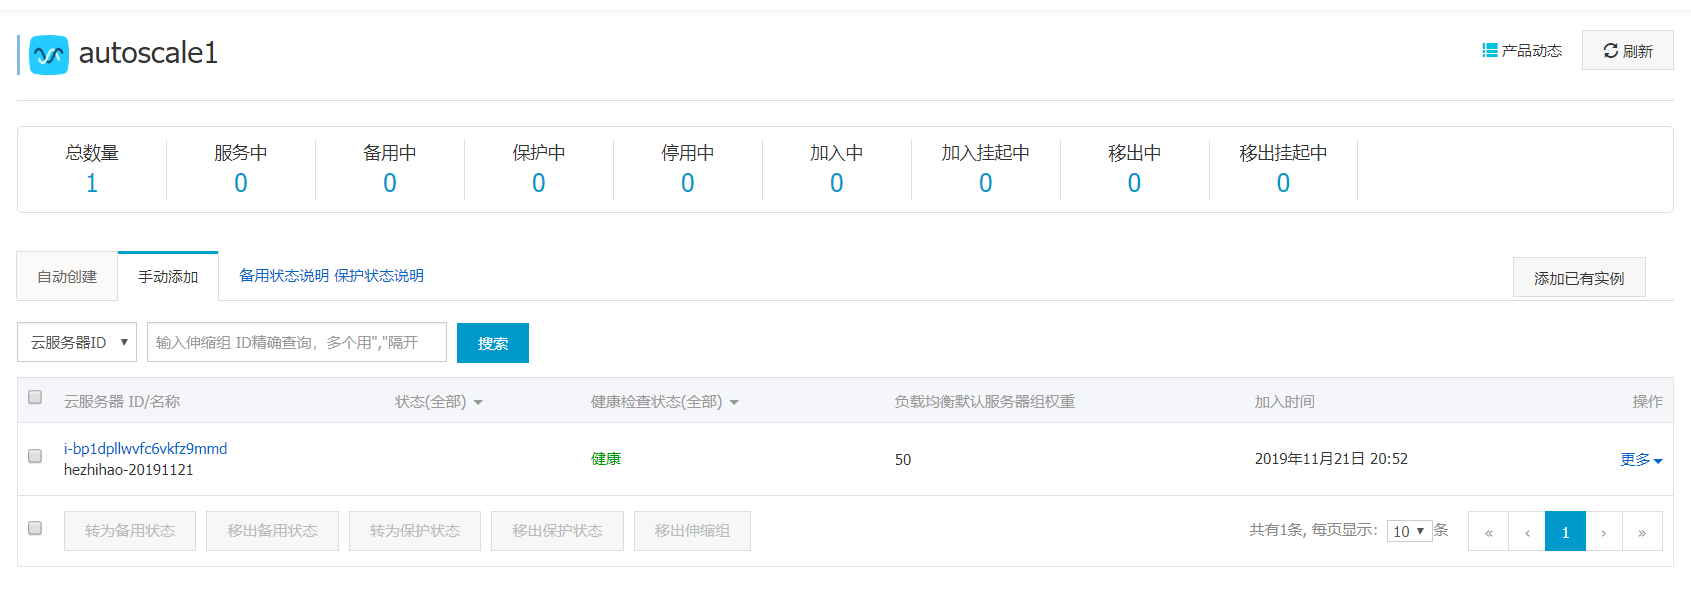 autoscale1
产品动态
刷新
总数量 服务中 备用中 保护中 停用中 加入中 加入挂起中 移出中 移出挂起中
1 0 0 0 0 0 0 0 0
自动创建 手动添加 备用状态说明 保护状态说明 添加已有实例
云服务器ID 输入伸缩组 ID精确查询，多个用","隔开 搜索
云服务器 ID/名称 状态(全部) 健康检查状态(全部) 负载均衡默认服务器组权重 加入时间 操作
i-bp1dpllwvfc6vkfz9mmd
hezhihao-20191121
健康 50 2019年11月21日 20:52 更多
转为备用状态 移出备用状态 转为保护状态 移出保护状态 移出伸缩组 共有1条, 每页显示: 10 条 « ‹ 1 › »